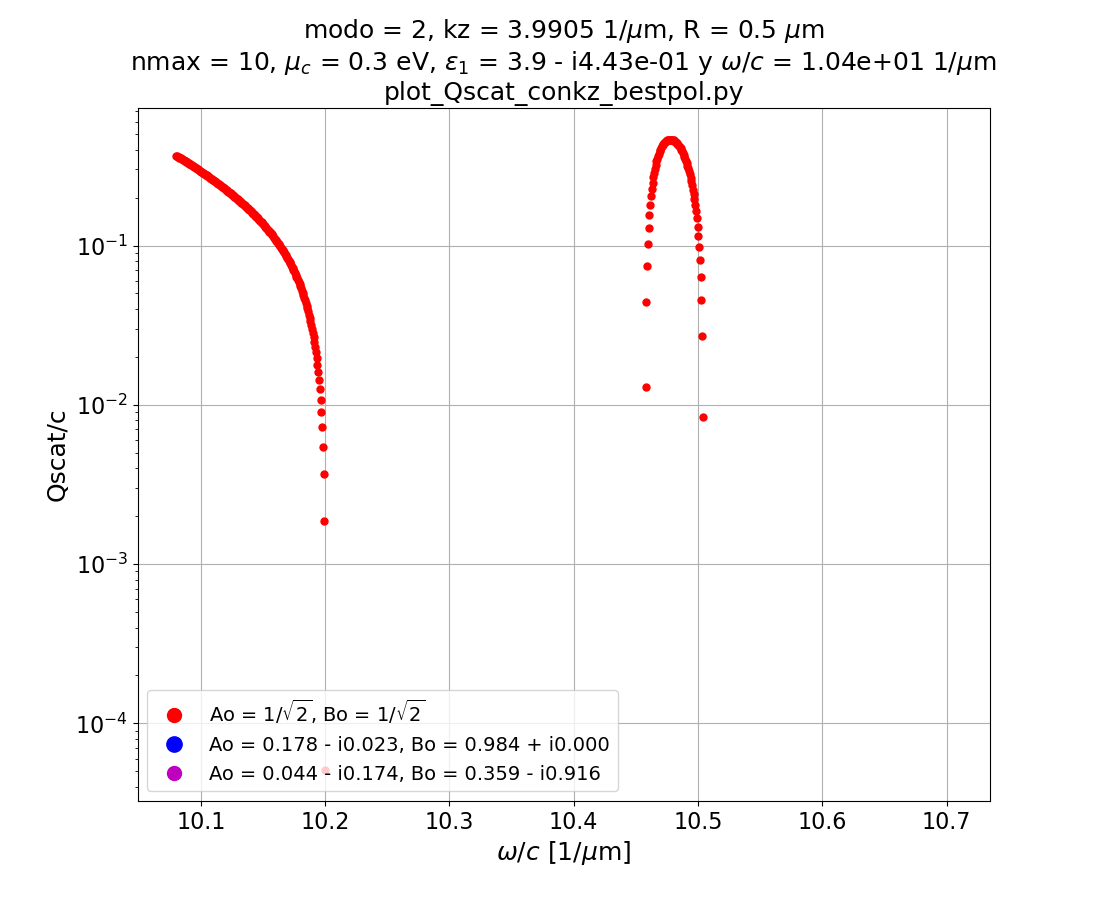 modo = 2, kz = 3.9905 1/μm, R = 0.5 μm
nmax = 10, μ_c = 0.3 eV, ε₁ = 3.9 - i4.43e-01 y ω/c = 1.04e+01 1/μm
plot_Qscat_conkz_bestpol.py
Qscat/c
10⁻¹
10⁻²
10⁻³
10⁻⁴
Ao = 1/√2, Bo = 1/√2
Ao = 0.178 - i0.023, Bo = 0.984 + i0.000
Ao = 0.044 - i0.174, Bo = 0.359 - i0.916
10.1 10.2 10.3 10.4 10.5 10.6 10.7
ω/c [1/μm]